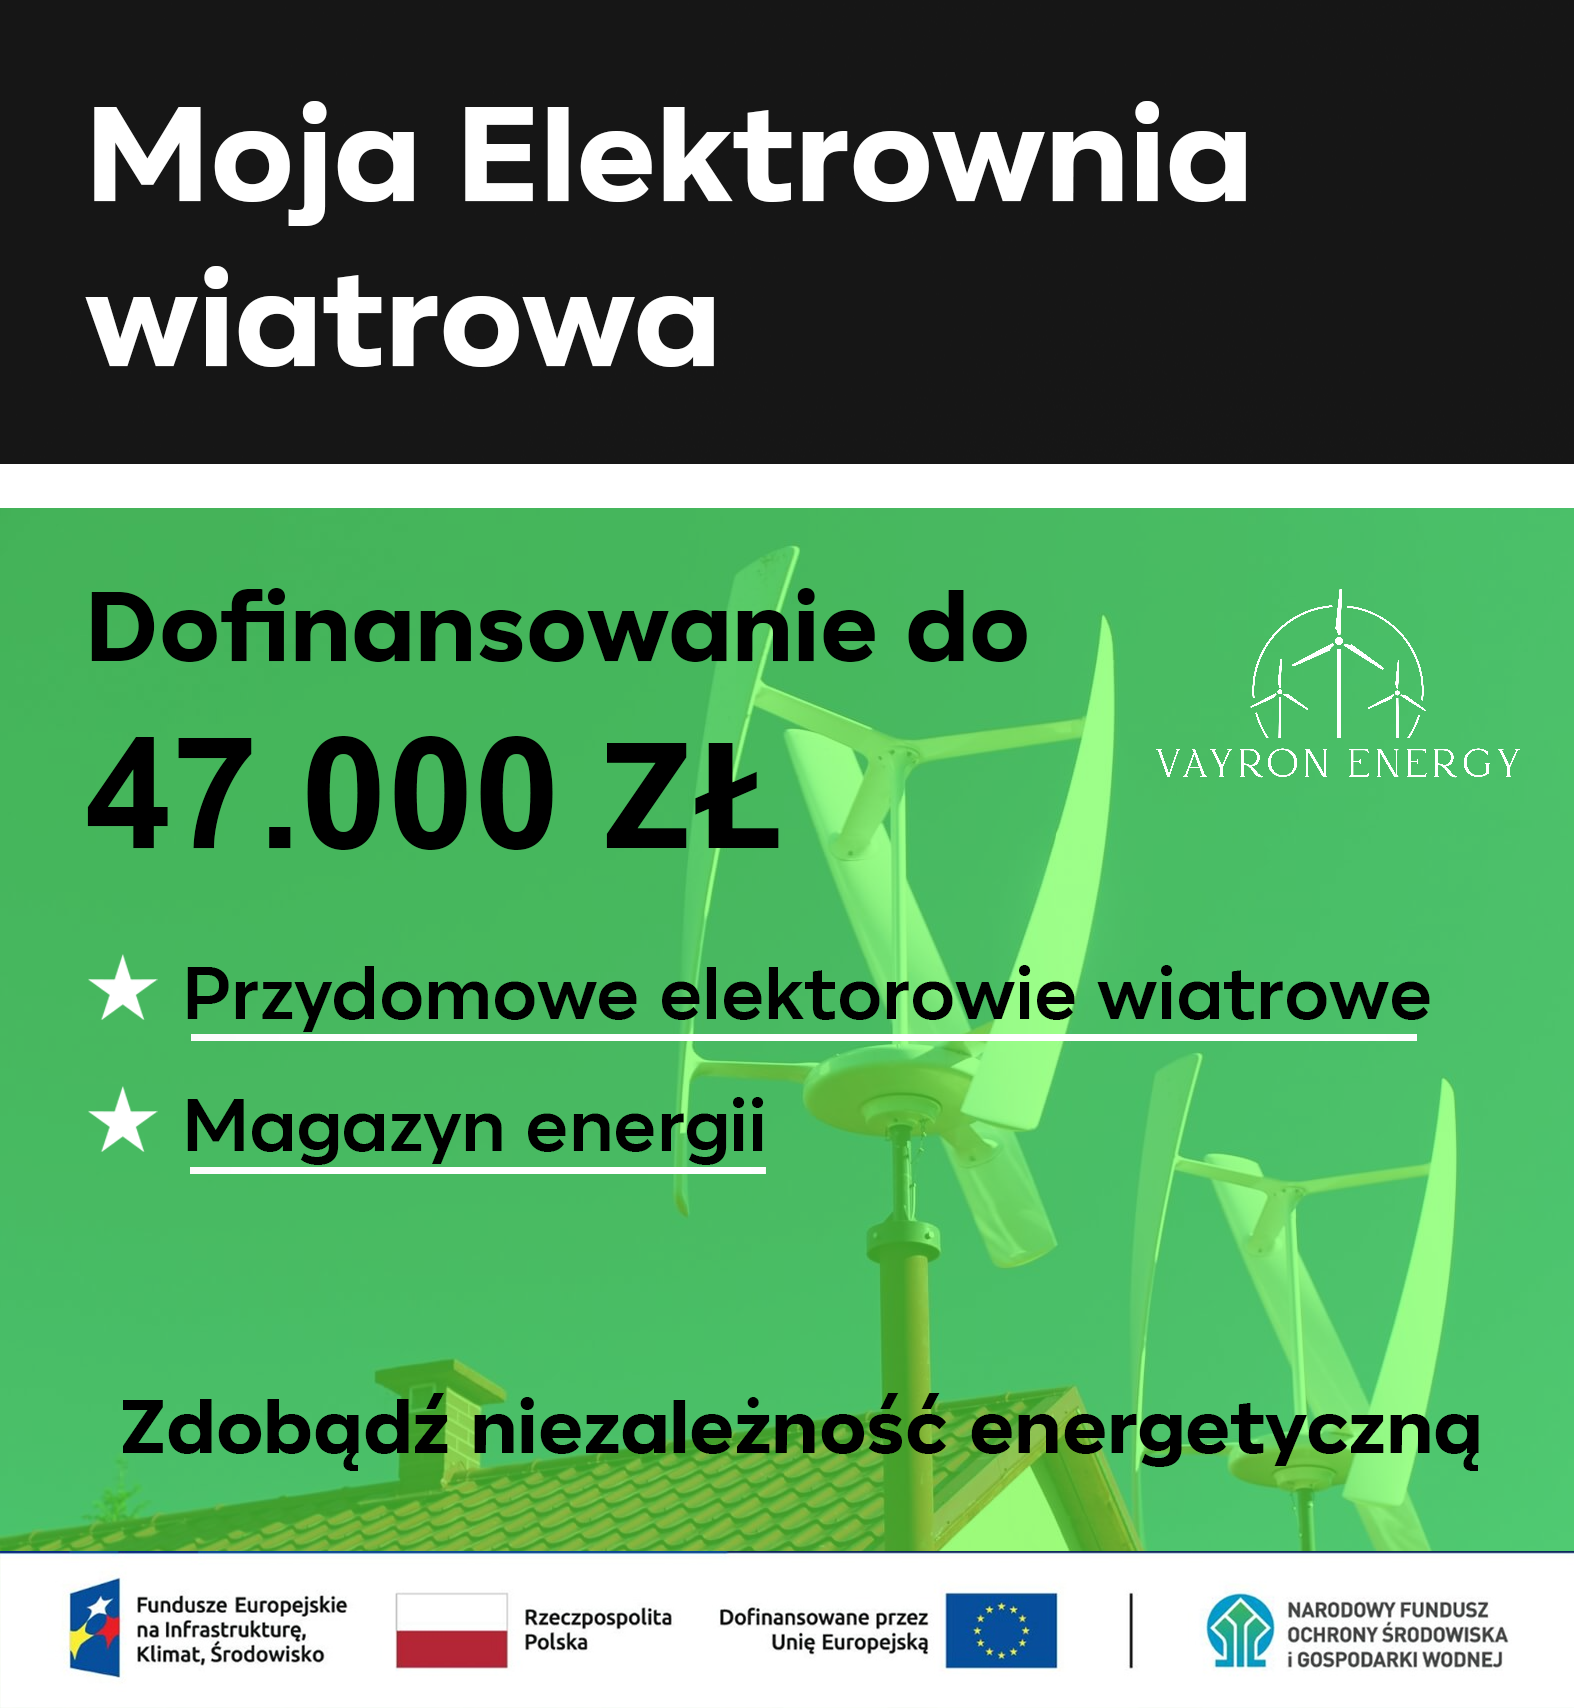 Moja Elektrownia
wiatrowa
Dofinansowanie do
47.000 ZŁ
VAYRON ENERGY
Przydomowe elektorowie wiatrowe
Magazyn energii
Zdobądź niezależność energetyczną
Fundusze Europejskie
na Infrastrukturę,
Klimat, Środowisko
Rzeczpospolita
Polska
Dofinansowane przez
Unię Europejską
NARODOWY FUNDUSZ
OCHRONY ŚRODOWISKA
i GOSPODARKI WODNEJ